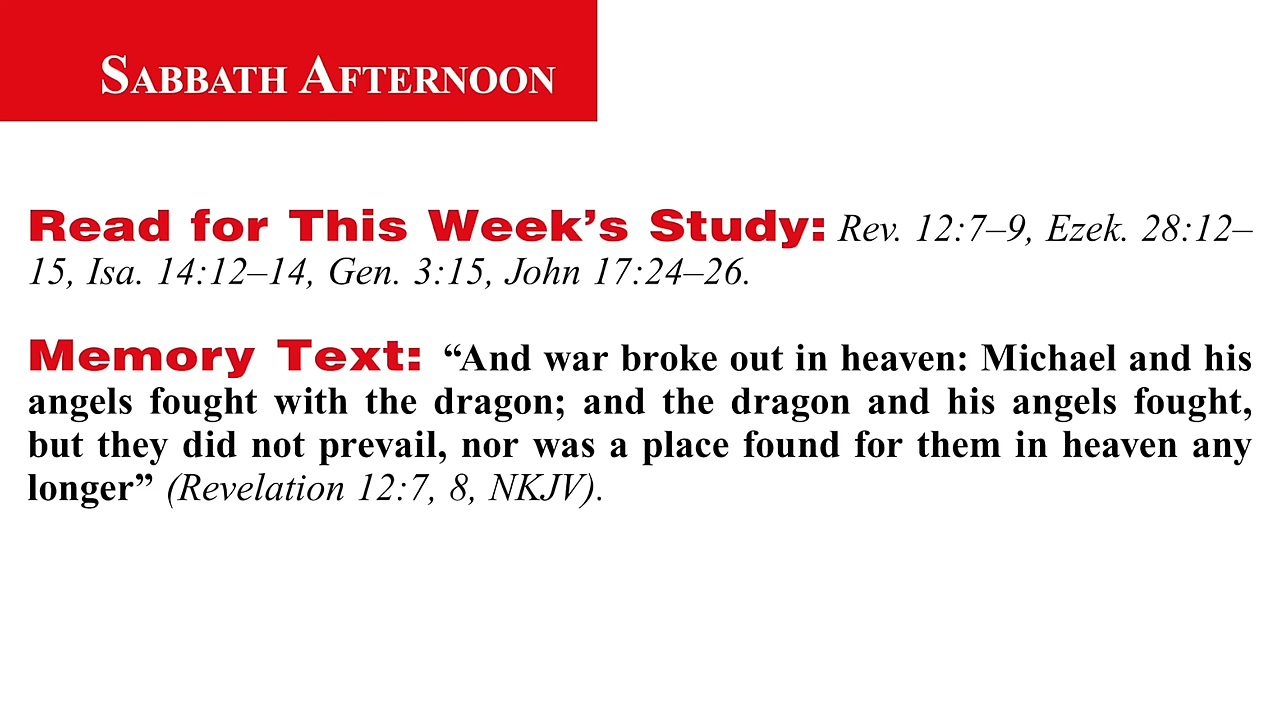 SABBATH AFTERNOON
Read for This Week’s Study: Rev. 12:7–9, Ezek. 28:12–
15, Isa. 14:12–14, Gen. 3:15, John 17:24–26.
Memory Text: “And war broke out in heaven: Michael and his
angels fought with the dragon; and the dragon and his angels fought,
but they did not prevail, nor was a place found for them in heaven any
longer” (Revelation 12:7, 8, NKJV).